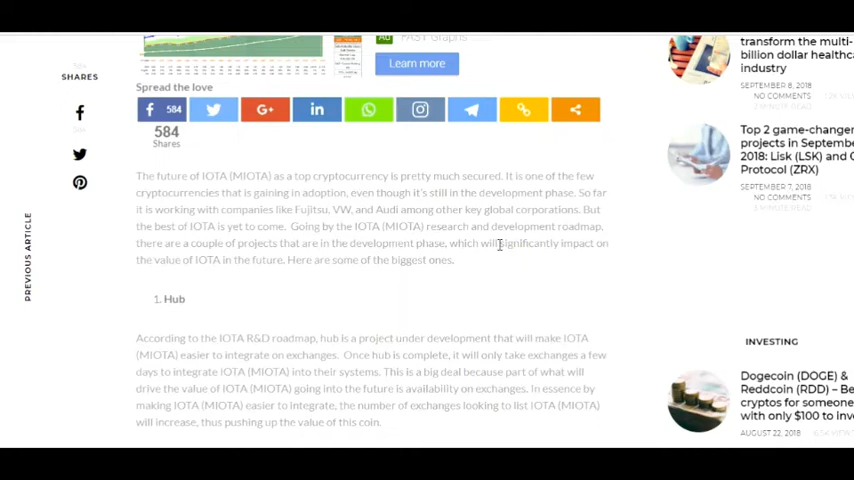 FAST Graphs
Ad
Learn more
SHARES
Spread the love
584
584
Shares
The future of IOTA (MIOTA) as a top cryptocurrency is pretty much secured. It is one of the few
cryptocurrencies that is gaining in adoption, even though it's still in the development phase. So far
it is working with companies like Fujitsu, VW, and Audi among other key global corporations. But
the best of IOTA is yet to come. Going by the IOTA (MIOTA) research and development roadmap,
there are a couple of projects that are in the development phase, which will significantly impact on
the value of IOTA in the future. Here are some of the biggest ones.
1. Hub
According to the IOTA R&D roadmap, hub is a project under development that will make IOTA
(MIOTA) easier to integrate on exchanges. Once hub is complete, it will only take exchanges a few
days to integrate IOTA (MIOTA) into their systems. This is a big deal because part of what will
drive the value of IOTA (MIOTA) going into the future is availability on exchanges. In essence by
making IOTA (MIOTA) easier to integrate, the number of exchanges looking to list IOTA (MIOTA)
will increase, thus pushing up the value of this coin.
PREVIOUS ARTICLE
transform the multi-
billion dollar healthca
industry
SEPTEMBER 8, 2018
NO COMMENTS
2 MINUTE READ
Top 2 game-changer
projects in Septembe
2018: Lisk (LSK) and 0
Protocol (ZRX)
SEPTEMBER 7, 2018
NO COMMENTS
INVESTING
Dogecoin (DOGE) &
Reddcoin (RDD) – Be
cryptos for someone
with only $100 to inve
AUGUST 22, 2018